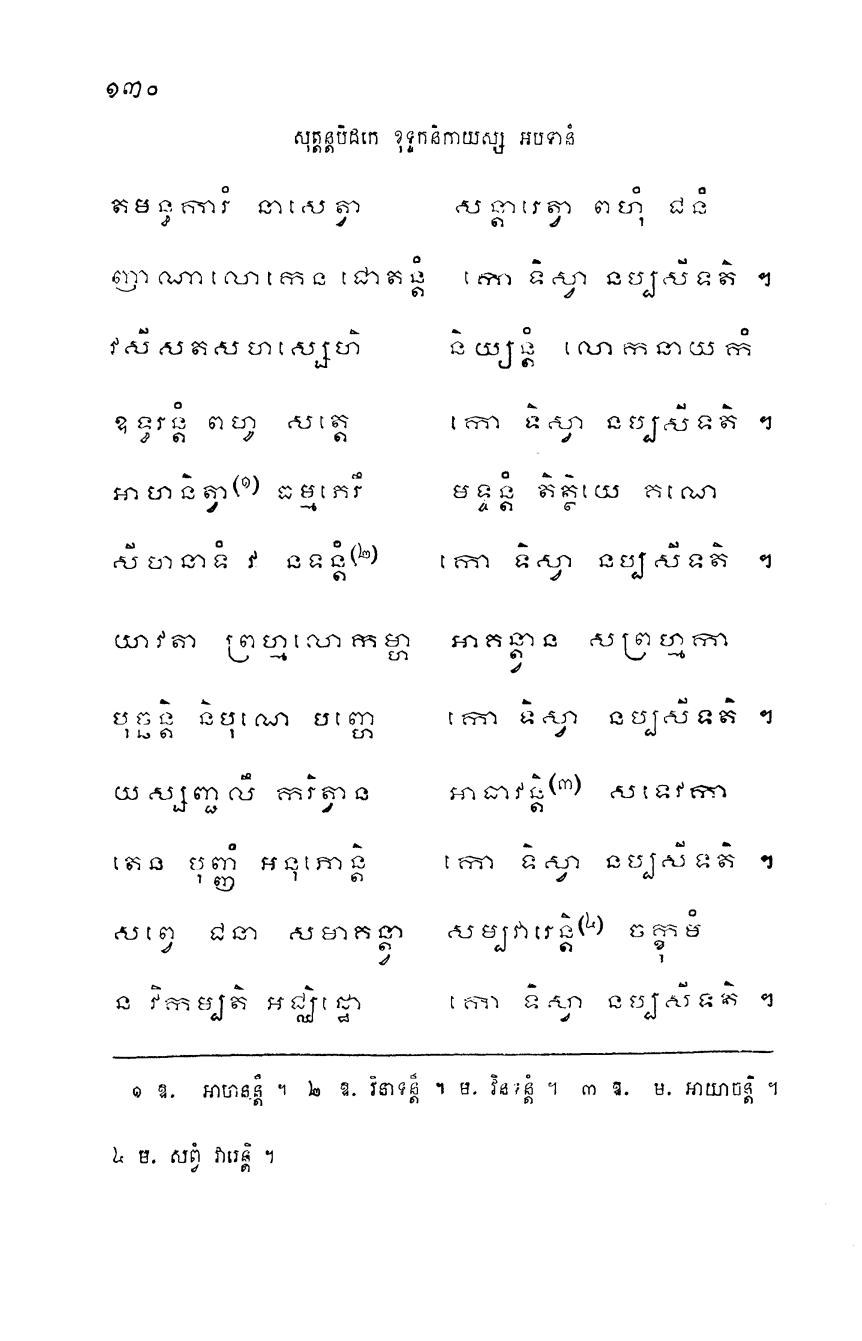 ១៣០
សុត្តន្តបិដកេ ខុទ្ទកនិកាយស្ស អបទានំ
តមន្ធការំ នាសេត្វា សន្តារេត្វា ពហុំ ជនំ
ញាណាលោកេន ជោតន្តំ កោ ទិស្វា នប្បសីទតិ ។
វសីសតសហស្សេហិ និយ្យន្តំ លោកនាយកំ
ឧទ្ធរន្តំ ពហូ សត្តេ កោ ទិស្វា នប្បសីទតិ ។
អាហនិត្វា(១) ធម្មភេរឹ មទ្ទន្តំ តិត្ថិយេ គណេ
សីហនាទំ វ នទន្តំ(២) កោ ទិស្វា នប្បសីទតិ ។
យាវតា ព្រហ្មលោកម្ហា អាគន្ត្វាន សព្រហ្មកា
បុច្ឆន្តិ និបុណេ បញ្ហេ កោ ទិស្វា នប្បសីទតិ ។
យស្សញ្ជលឹ ករិត្វាន អាធាវន្តិ(៣) សទេវកា
តេន បុញ្ញំ អនុភោន្តិ កោ ទិស្វា នប្បសីទតិ ។
សព្វេ ជនា សមាគន្ត្វា សម្បវារេន្តិ(៤) ចក្ខុមំ
ន វិកម្បតិ អជ្ឈិដ្ឋោ កោ ទិស្វា នប្បសីទតិ ។
១ ឱ. អាហនន្តឹ ។ ២ ឱ. វិនាទន្តឹ ។ ម. វិនទន្តំ ។ ៣ ឱ. ម. អាយាចន្តិ ។
៤ ម. សព្វំ វារេន្តិ ។